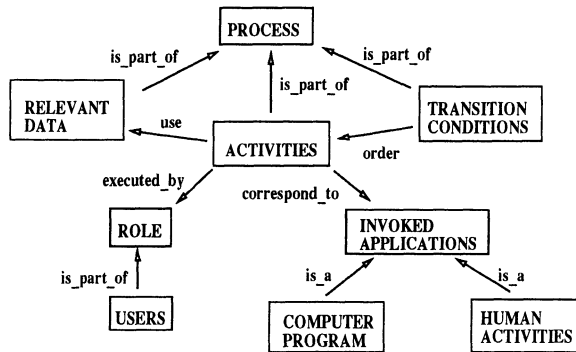 PROCESS
is_part_of
is_part_of
is_part_of
RELEVANT
DATA
TRANSITION
CONDITIONS
use
ACTIVITIES
order
executed_by
correspond_to
ROLE
INVOKED
APPLICATIONS
is_part_of
is_a
is_a
USERS
COMPUTER
PROGRAM
HUMAN
ACTIVITIES